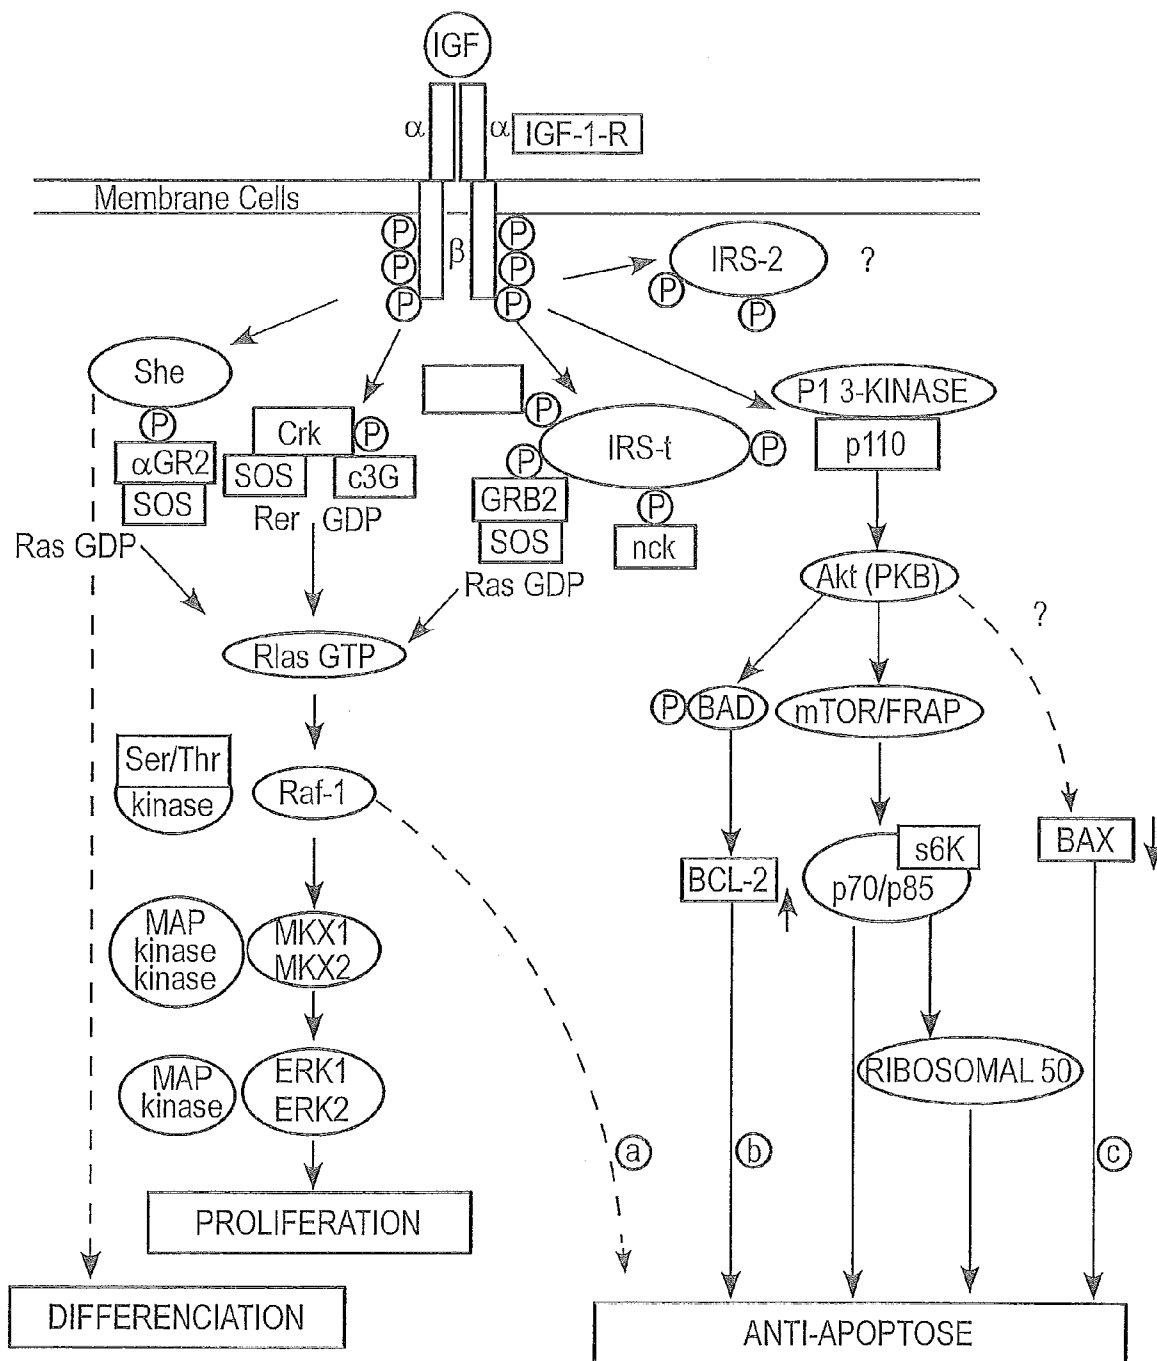 IGF
α
α
IGF-1-R
Membrane Cells
P
P
P
β
P
P
P
IRS-2
P
P
?
She
P
αGR2
SOS
Ras GDP
Crk
P
SOS
c3G
Rer GDP
P
IRS-t
P
P
GRB2
SOS
Ras GDP
P
nck
P1 3-KINASE
p110
Akt (PKB)
?
Rlas GTP
P
BAD
mTOR/FRAP
Ser/Thr
kinase
Raf-1
BCL-2
s6K
p70/p85
BAX
MAP
kinase
kinase
MKX1
MKX2
MAP
kinase
ERK1
ERK2
RIBOSOMAL 50
a
b
c
PROLIFERATION
DIFFERENCIATION
ANTI-APOPTOSE